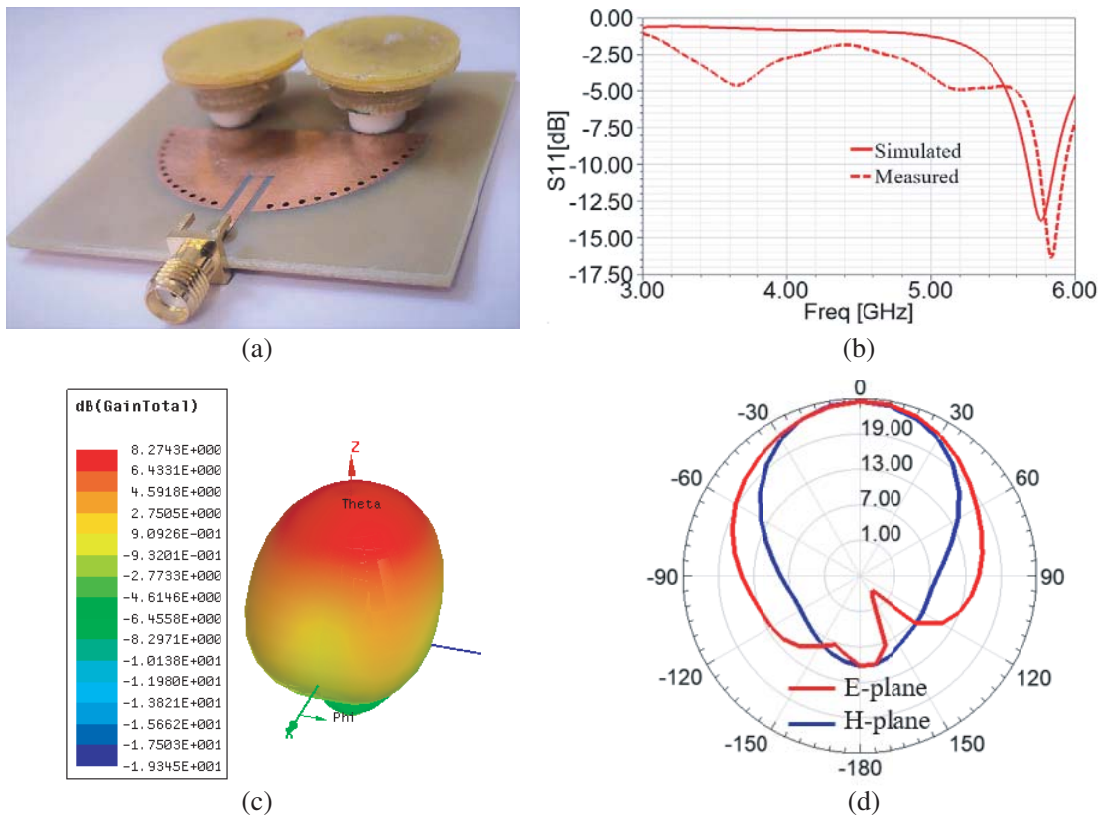 (a)
0.00
-2.50
-5.00
-7.50
-10.00
-12.50
-15.00
-17.50
S11[dB]
Simulated
Measured
3.00
4.00
5.00
6.00
Freq [GHz]
(b)
dB(GainTotal)
8.2743E+000
6.4331E+000
4.5918E+000
2.7505E+000
9.0926E-001
-9.3201E-001
-2.7733E+000
-4.6146E+000
-6.4558E+000
-8.2971E+000
-1.0138E+001
-1.1980E+001
-1.3821E+001
-1.5662E+001
-1.7503E+001
-1.9345E+001
Z
Theta
Phi
(c)
0
-30
30
19.00
13.00
-60
60
7.00
1.00
-90
90
-120
120
E-plane
H-plane
-150
150
-180
(d)